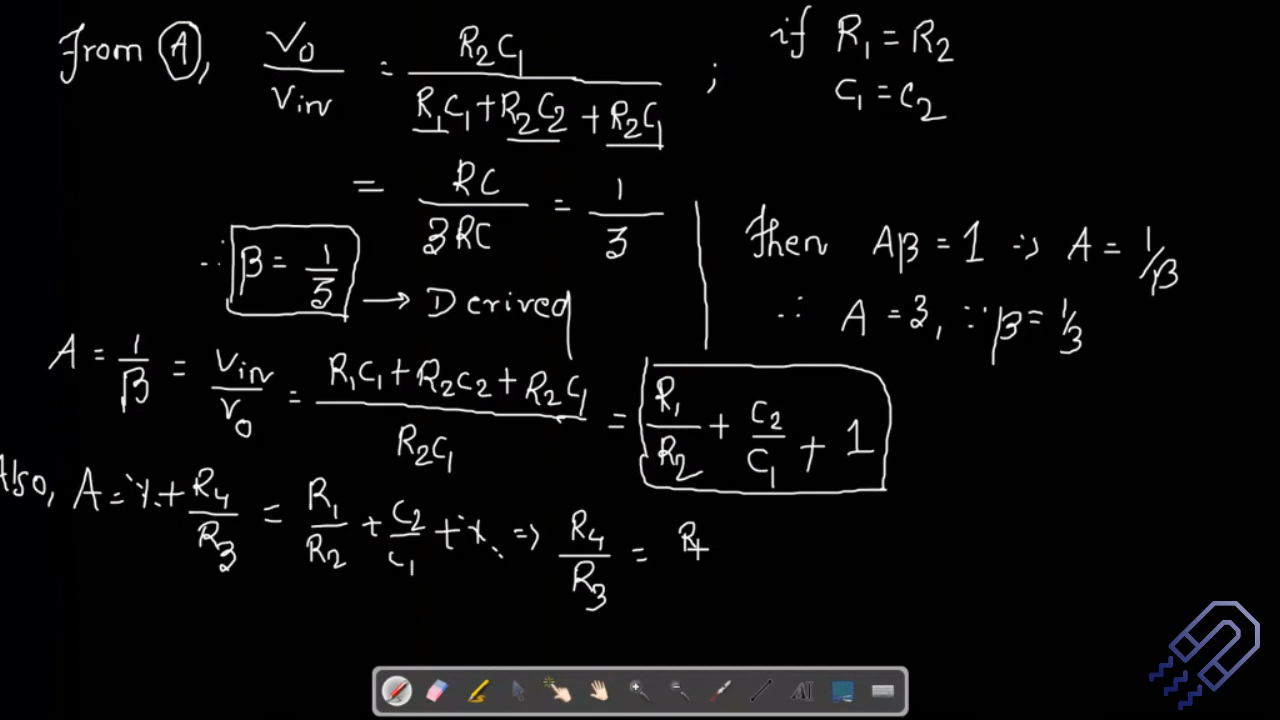 From (A), V₀/Vin = R₂C₁/(R₁C₁+R₂C₂+R₂C₁) ; if R₁ = R₂
C₁ = C₂
= RC/3RC = 1/3
∴ β = 1/3 → Derived
Then Aβ = 1 ⇒ A = 1/β
∴ A = 3, ∵ β = 1/3
A = 1/β = Vin/V₀ = (R₁C₁+R₂C₂+R₂C₁)/R₂C₁ = R₁/R₂ + C₂/C₁ + 1
Also, A = 1 + R₄/R₃ = R₁/R₂ + C₂/C₁ + 1 ⇒ R₄/R₃ = R
AI